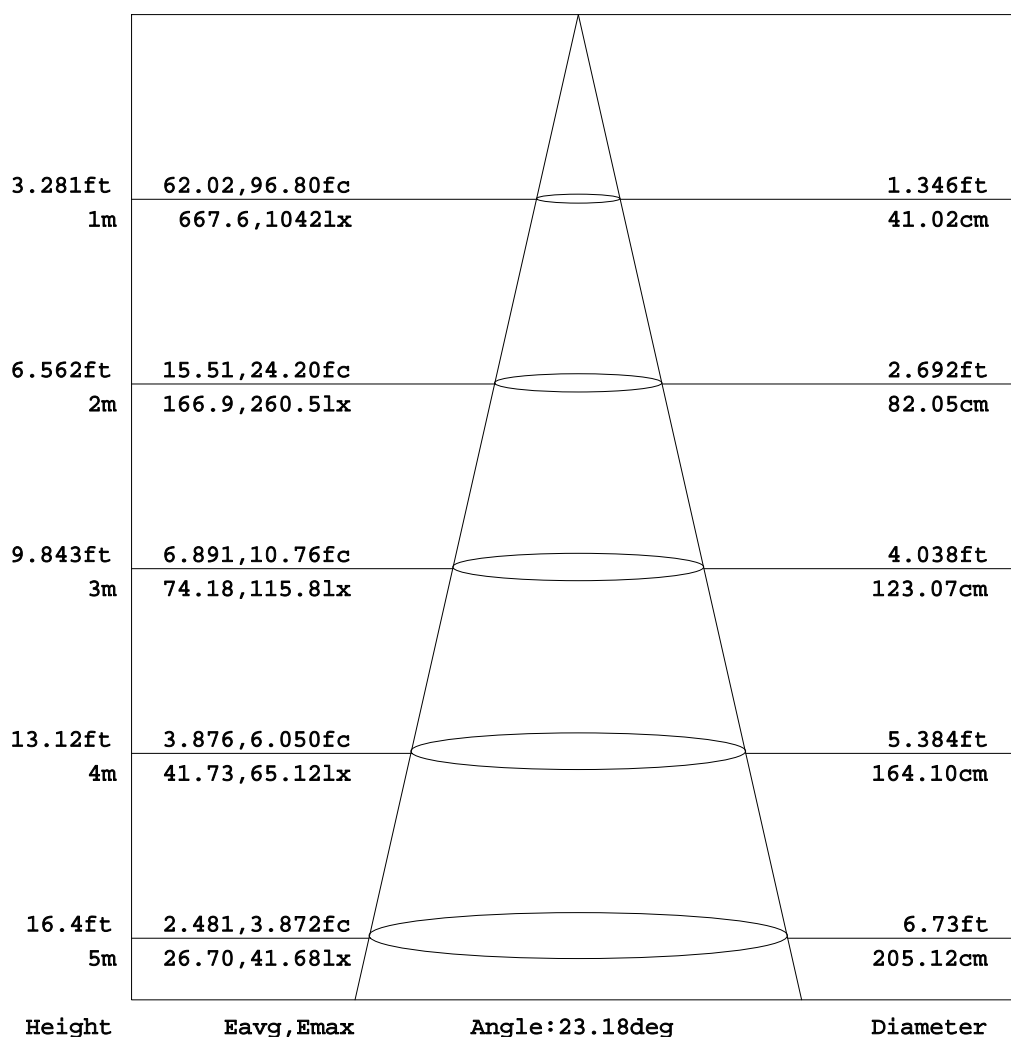 3.281ft 62.02,96.80fc 1.346ft
1m 667.6,1042lx 41.02cm
6.562ft 15.51,24.20fc 2.692ft
2m 166.9,260.5lx 82.05cm
9.843ft 6.891,10.76fc 4.038ft
3m 74.18,115.8lx 123.07cm
13.12ft 3.876,6.050fc 5.384ft
4m 41.73,65.12lx 164.10cm
16.4ft 2.481,3.872fc 6.73ft
5m 26.70,41.68lx 205.12cm
Height Eavg,Emax Angle:23.18deg Diameter